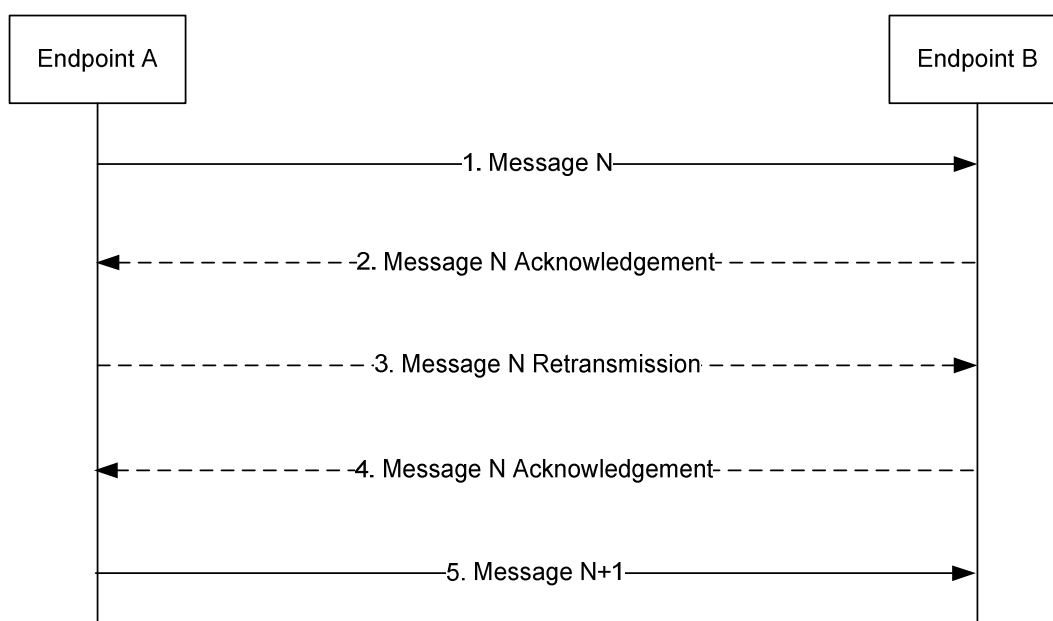 Endpoint A
Endpoint B
1. Message N
2. Message N Acknowledgement
3. Message N Retransmission
4. Message N Acknowledgement
5. Message N+1